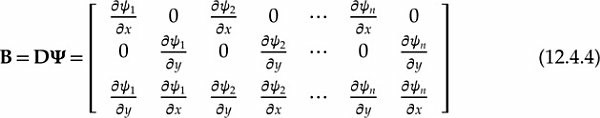 B = DΨ = [ ∂ψ₁/∂x 0 ∂ψ₂/∂x 0 ⋯ ∂ψₙ/∂x 0
0 ∂ψ₁/∂y 0 ∂ψ₂/∂y ⋯ 0 ∂ψₙ/∂y
∂ψ₁/∂y ∂ψ₁/∂x ∂ψ₂/∂y ∂ψ₂/∂x ⋯ ∂ψₙ/∂y ∂ψₙ/∂x ] (12.4.4)